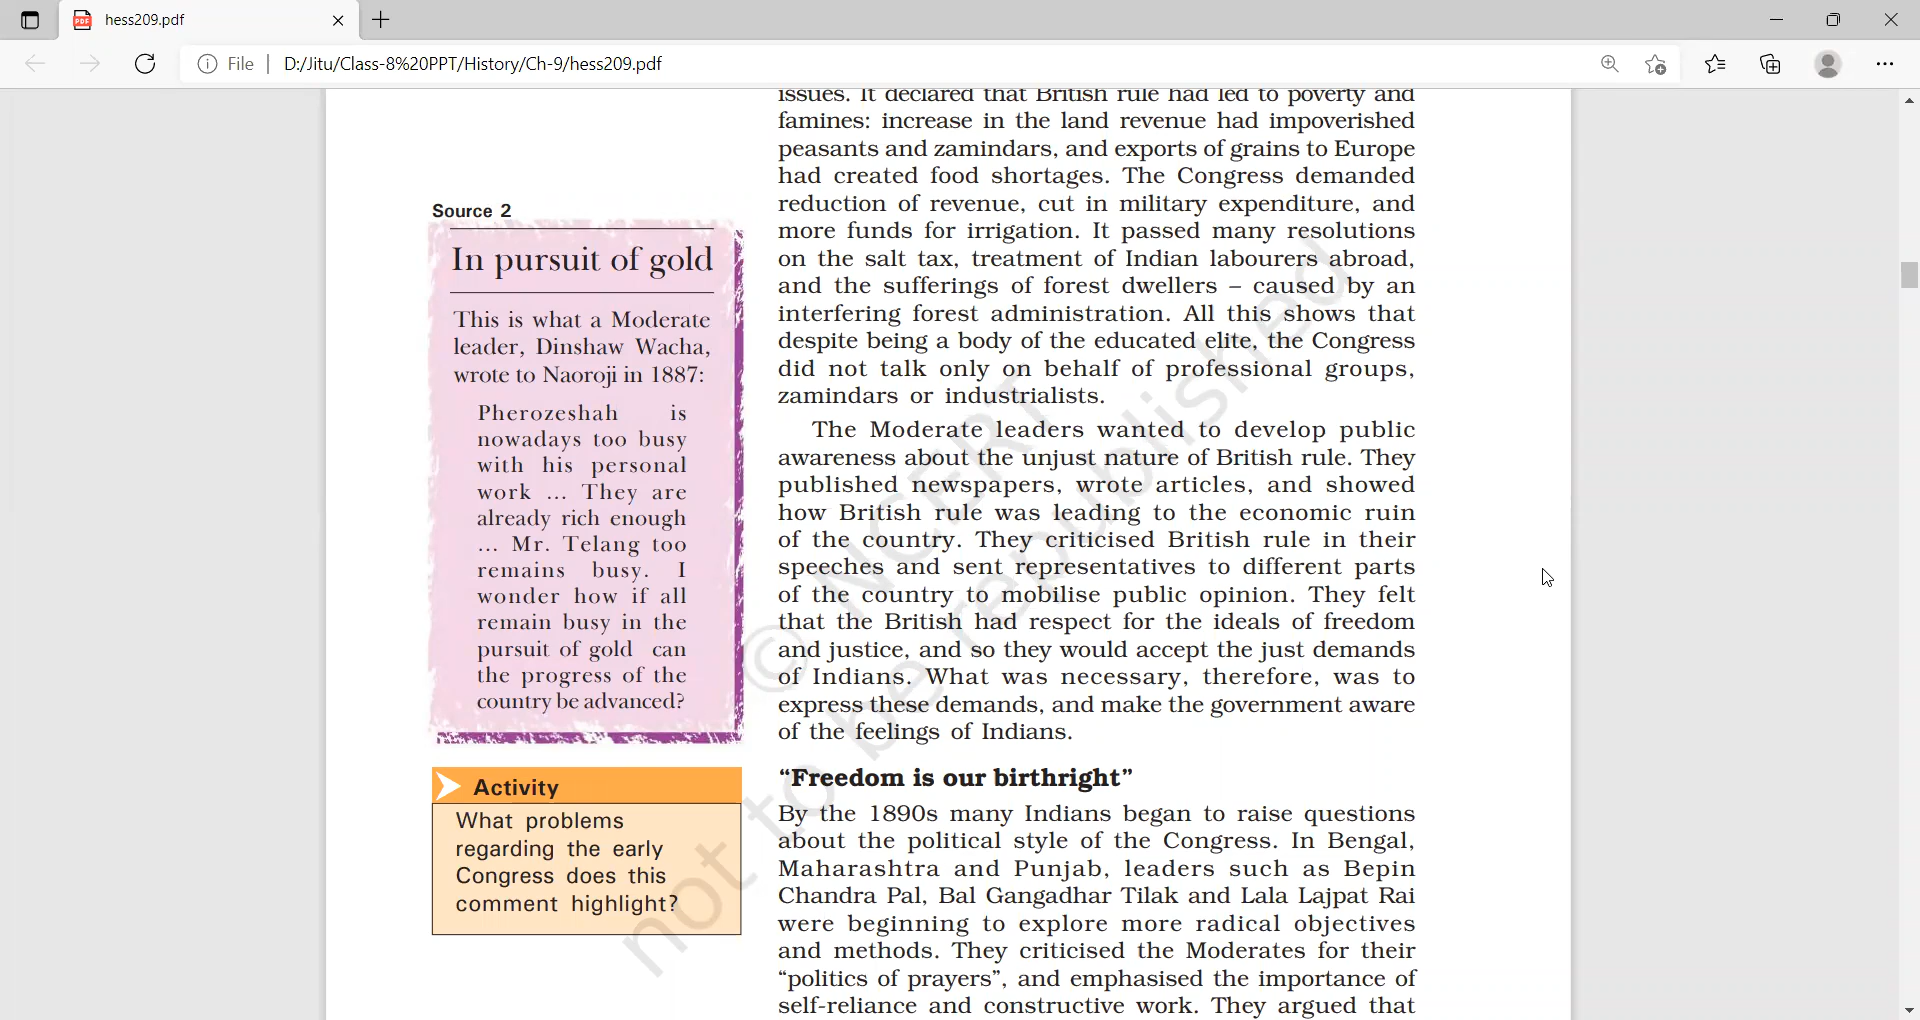 hess209.pdf
File
D:/Jitu/Class-8%20PPT/History/Ch-9/hess209.pdf
Source 2
In pursuit of gold
This is what a Moderate
leader, Dinshaw Wacha,
wrote to Naoroji in 1887:
Pherozeshah is
nowadays too busy
with his personal
work ... They are
already rich enough
... Mr. Telang too
remains busy. I
wonder how if all
remain busy in the
pursuit of gold can
the progress of the
country be advanced?
Activity
What problems
regarding the early
Congress does this
comment highlight?
issues. It declared that British rule had led to poverty and
famines: increase in the land revenue had impoverished
peasants and zamindars, and exports of grains to Europe
had created food shortages. The Congress demanded
reduction of revenue, cut in military expenditure, and
more funds for irrigation. It passed many resolutions
on the salt tax, treatment of Indian labourers abroad,
and the sufferings of forest dwellers – caused by an
interfering forest administration. All this shows that
despite being a body of the educated elite, the Congress
did not talk only on behalf of professional groups,
zamindars or industrialists.
The Moderate leaders wanted to develop public
awareness about the unjust nature of British rule. They
published newspapers, wrote articles, and showed
how British rule was leading to the economic ruin
of the country. They criticised British rule in their
speeches and sent representatives to different parts
of the country to mobilise public opinion. They felt
that the British had respect for the ideals of freedom
and justice, and so they would accept the just demands
of Indians. What was necessary, therefore, was to
express these demands, and make the government aware
of the feelings of Indians.
“Freedom is our birthright”
By the 1890s many Indians began to raise questions
about the political style of the Congress. In Bengal,
Maharashtra and Punjab, leaders such as Bepin
Chandra Pal, Bal Gangadhar Tilak and Lala Lajpat Rai
were beginning to explore more radical objectives
and methods. They criticised the Moderates for their
“politics of prayers”, and emphasised the importance of
self-reliance and constructive work. They argued that
© NCERT
not to be republished